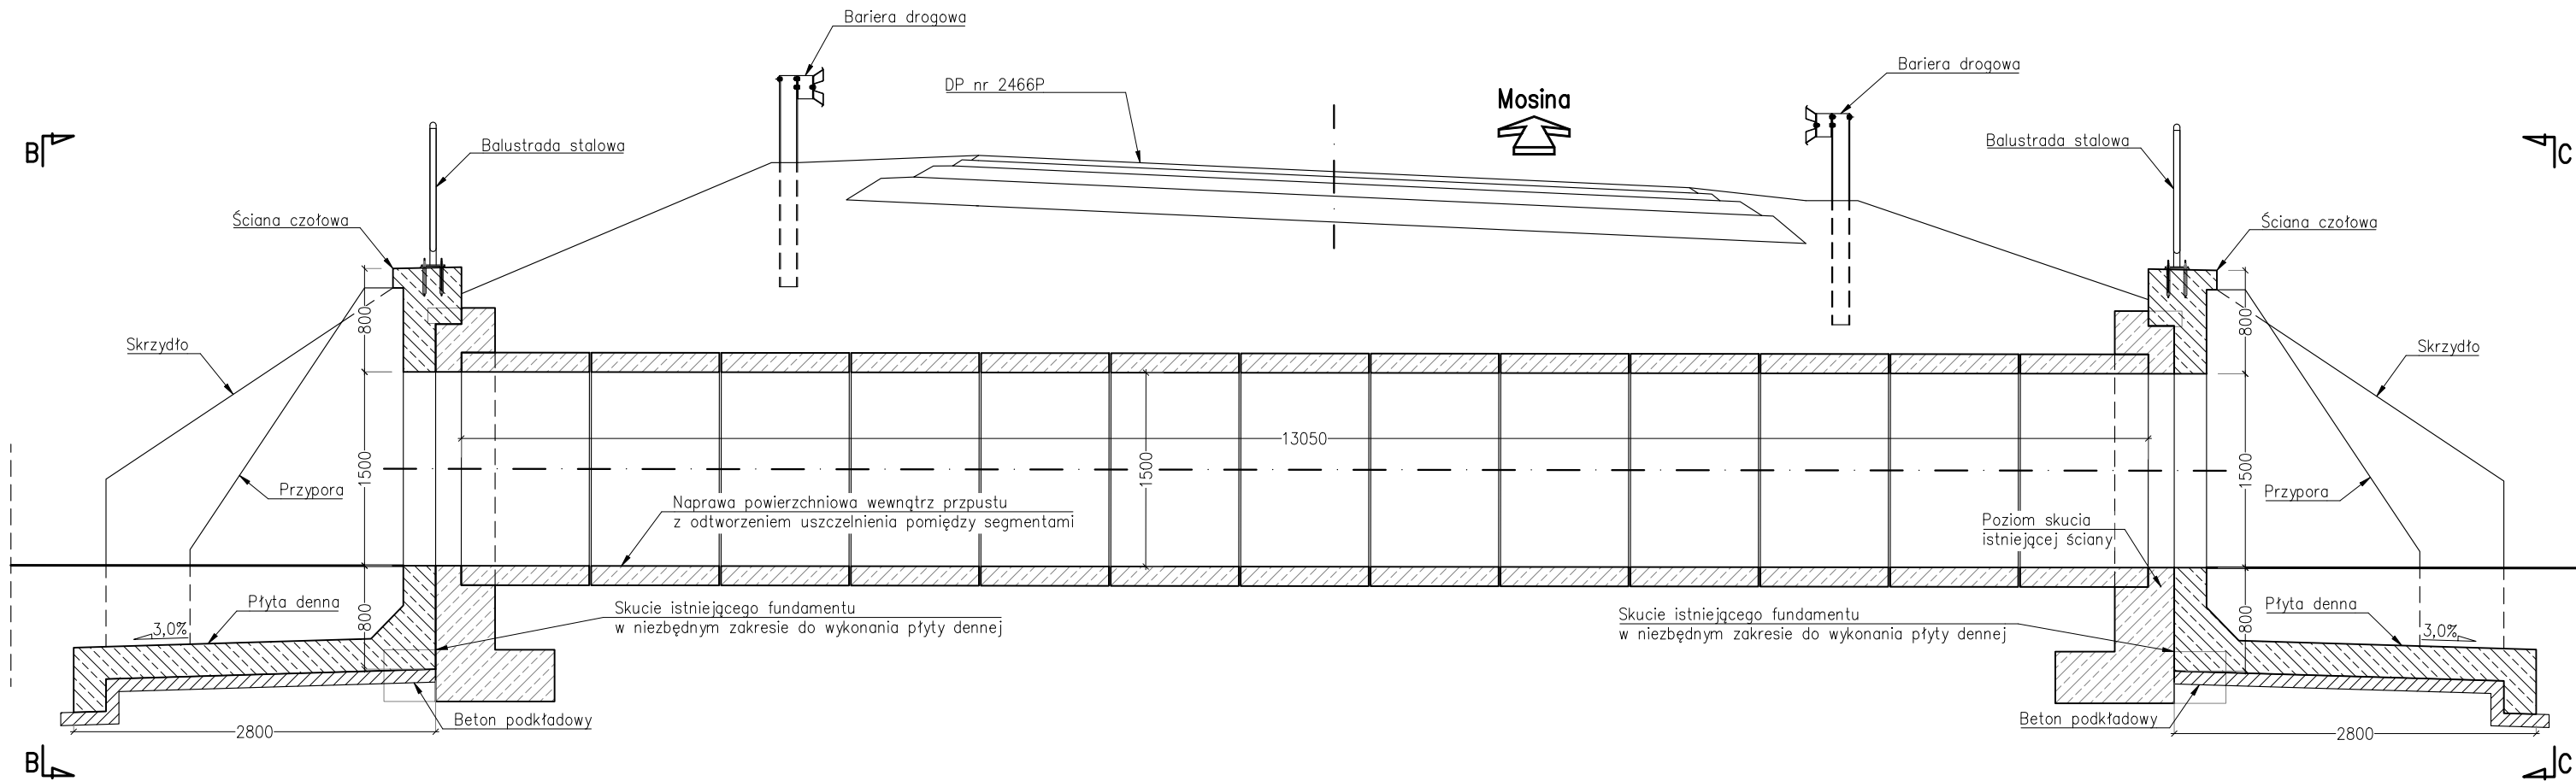 Bariera drogowa
DP nr 2466P
Mosina
Bariera drogowa
B
Balustrada stalowa
Balustrada stalowa
C
Ściana czołowa
Ściana czołowa
800
800
Skrzydło
Skrzydło
13050
1500
1500
1500
Przypora
Przypora
Naprawa powierzchniowa wewnątrz przpustu
z odtworzeniem uszczelnienia pomiędzy segmentami
Poziom skucia
istniejącej ściany
Płyta denna
Płyta denna
800
800
3,0%
3,0%
Skucie istniejącego fundamentu
w niezbędnym zakresie do wykonania płyty dennej
Skucie istniejącego fundamentu
w niezbędnym zakresie do wykonania płyty dennej
Beton podkładowy
Beton podkładowy
2800
2800
B
C